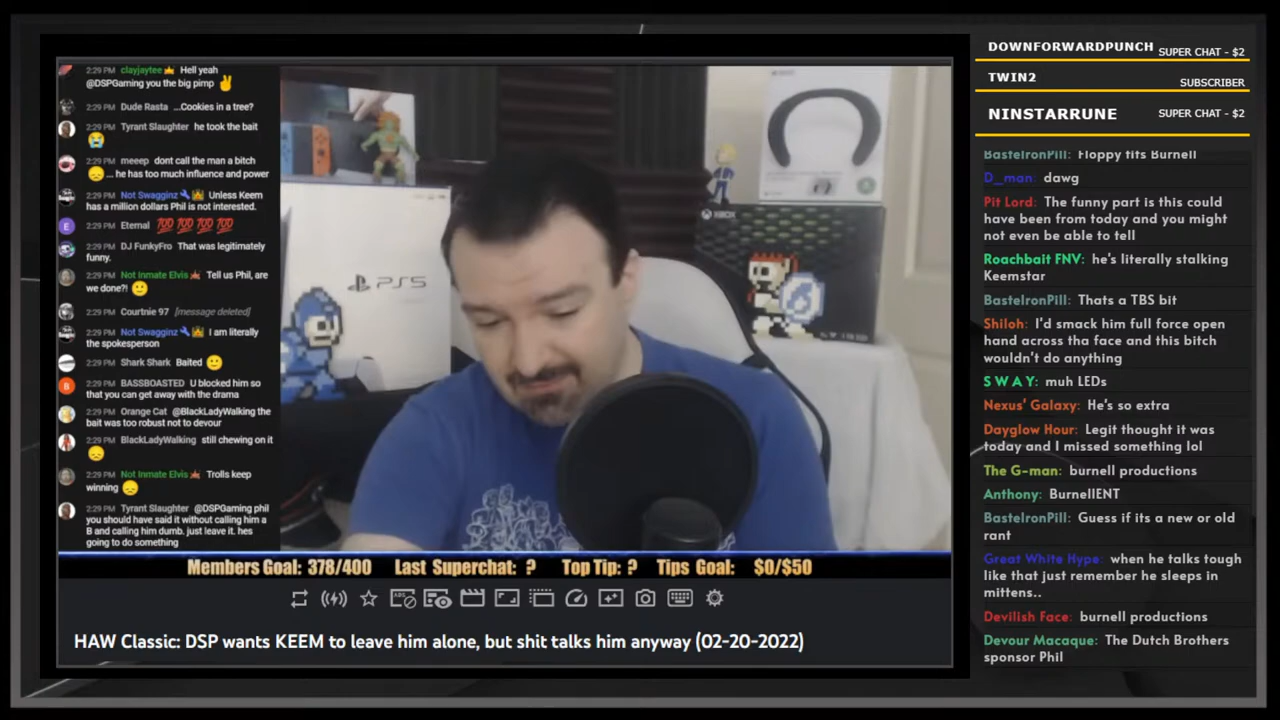 2:29 PM clayjaytee Hell yeah
@DSPGaming you the big pimp
2:29 PM Dude Rasta ...Cookies in a tree?
2:29 PM Tyrant Slaughter he took the bait
2:29 PM meeep dont call the man a bitch
... he has too much influence and power
2:29 PM Not Swagginz Unless Keem
has a million dollars Phil is not interested.
E 2:29 PM Eternal 💯 💯 💯 💯
2:29 PM DJ FunkyFro That was legitimately
funny.
2:29 PM Not Inmate Elvis Tell us Phil, are
we done?!
2:29 PM Courtnie 97 [message deleted]
2:29 PM Not Swagginz I am literally
the spokesperson
2:29 PM Shark Shark Baited
B 2:29 PM BASSBOASTED U blocked him so
that you can get away with the drama
2:29 PM Orange Cat @BlackLadyWalking the
bait was too robust not to devour
2:29 PM BlackLadyWalking still chewing on it
2:29 PM Not Inmate Elvis Trolls keep
winning
2:29 PM Tyrant Slaughter @DSPGaming phil
you should have said it without calling him a
B and calling him dumb. just leave it. hes
going to do something
PS5
XBOX
Members Goal: 378/400 Last Superchat: ? Top Tip: ? Tips Goal: $0/$50
HAW Classic: DSP wants KEEM to leave him alone, but shit talks him anyway (02-20-2022)
DOWNFORWARDPUNCH SUPER CHAT - $2
TWIN2 SUBSCRIBER
NINSTARRUNE SUPER CHAT - $2
BasteIronPill: Floppy fits Burnell
D_man: dawg
Pit Lord: The funny part is this could
have been from today and you might
not even be able to tell
Roachbait FNV: he's literally stalking
Keemstar
BasteIronPill: Thats a TBS bit
Shiloh: I'd smack him full force open
hand across tha face and this bitch
wouldn't do anything
S W A Y: muh LEDs
Nexus' Galaxy: He's so extra
Dayglow Hour: Legit thought it was
today and I missed something lol
The G-man: burnell productions
Anthony: BurnellENT
BasteIronPill: Guess if its a new or old
rant
Great White Hype: when he talks tough
like that just remember he sleeps in
mittens..
Devilish Face: burnell productions
Devour Macaque: The Dutch Brothers
sponsor Phil